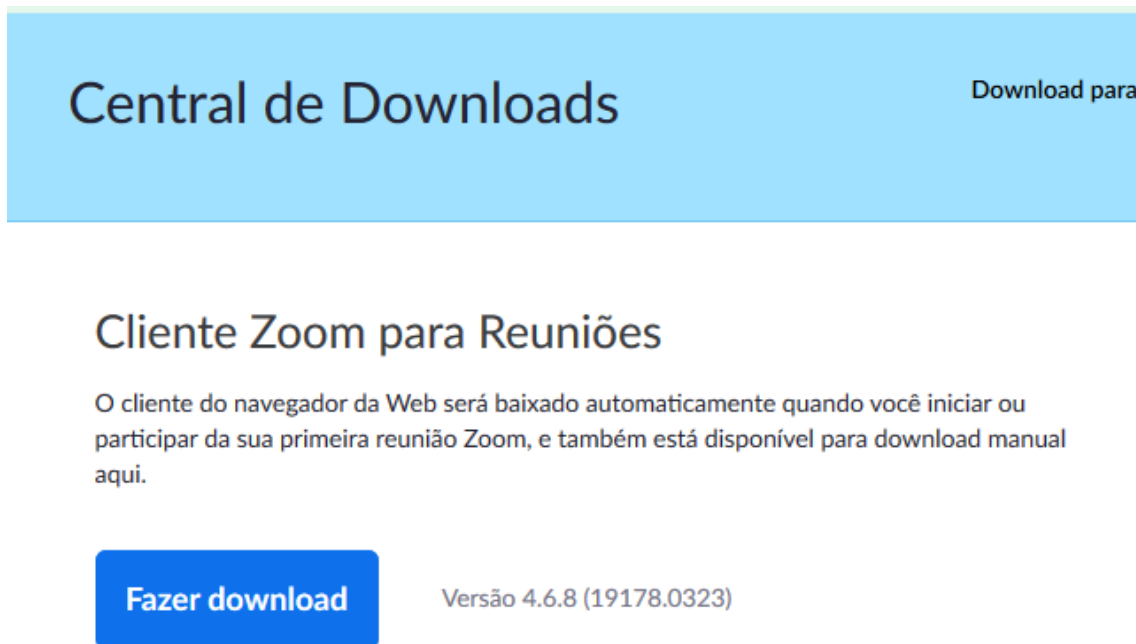 Central de Downloads
Download para
Cliente Zoom para Reuniões
O cliente do navegador da Web será baixado automaticamente quando você iniciar ou
participar da sua primeira reunião Zoom, e também está disponível para download manual
aqui.
Fazer download
Versão 4.6.8 (19178.0323)